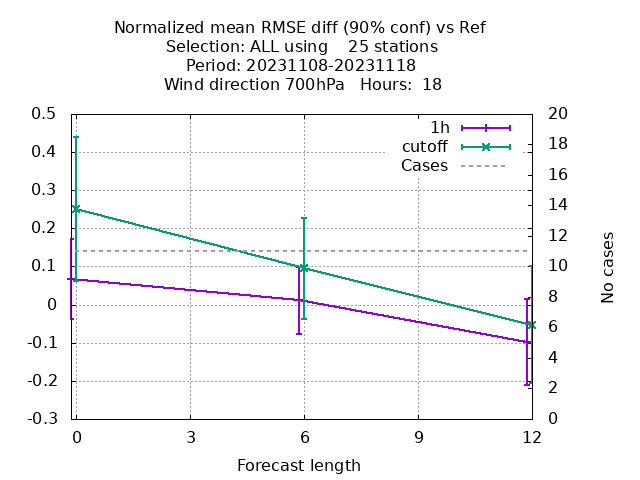 Normalized mean RMSE diff (90% conf) vs Ref
Selection: ALL using    25 stations
Period: 20231108-20231118
Wind direction 700hPa   Hours:  18
0.5
0.4
0.3
0.2
0.1
0
-0.1
-0.2
-0.3
1h
cutoff
Cases
20
18
16
14
12
10
8
6
4
2
0
No cases
0 3 6 9 12
Forecast length